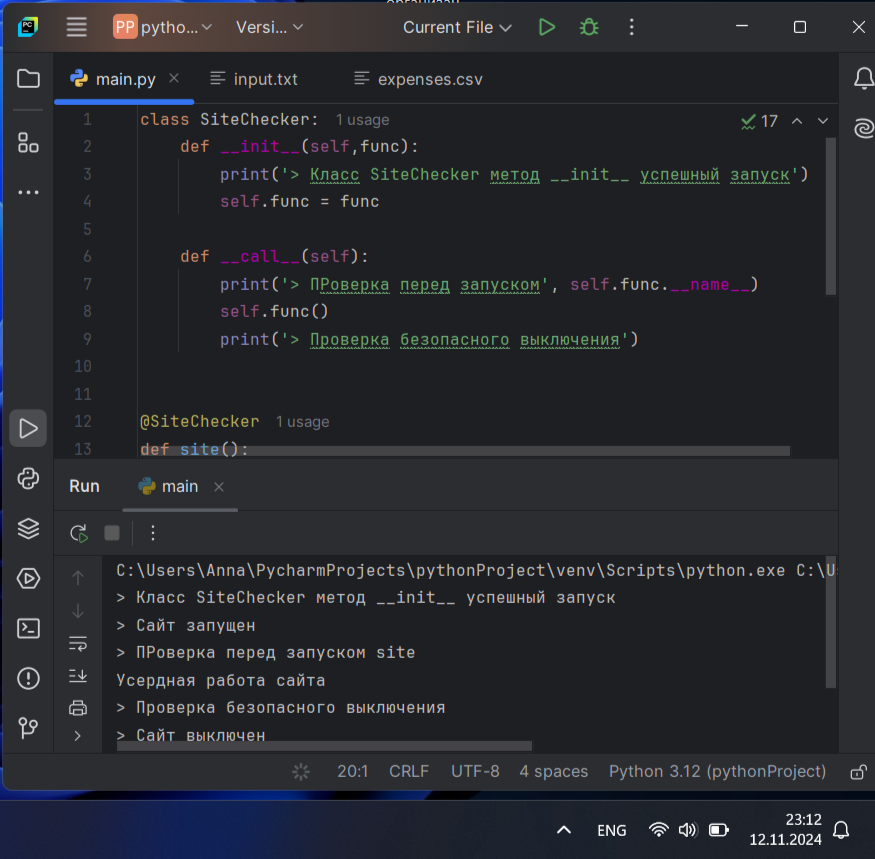 организац
PP pytho... Versi... Current File
main.py input.txt expenses.csv
1 class SiteChecker: 1 usage 17
2 def __init__(self,func):
3 print('> Класс SiteChecker метод __init__ успешный запуск')
4 self.func = func
5
6 def __call__(self):
7 print('> ПРоверка перед запуском', self.func.__name__)
8 self.func()
9 print('> Проверка безопасного выключения')
10
11
12 @SiteChecker 1 usage
13 def site():
Run main
C:\Users\Anna\PycharmProjects\pythonProject\venv\Scripts\python.exe C:\U
> Класс SiteChecker метод __init__ успешный запуск
> Сайт запущен
> ПРоверка перед запуском site
Усердная работа сайта
> Проверка безопасного выключения
> Сайт выключен
20:1 CRLF UTF-8 4 spaces Python 3.12 (pythonProject)
ENG 23:12
12.11.2024